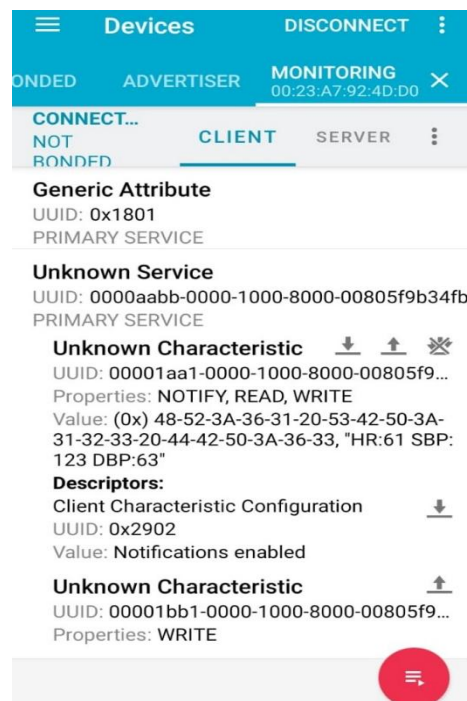 Devices DISCONNECT
ONDED ADVERTISER MONITORING
00:23:A7:92:4D:D0
CONNECT... CLIENT SERVER
NOT
BONDED
Generic Attribute
UUID: 0x1801
PRIMARY SERVICE
Unknown Service
UUID: 0000aabb-0000-1000-8000-00805f9b34fb
PRIMARY SERVICE
Unknown Characteristic
UUID: 00001aa1-0000-1000-8000-00805f9...
Properties: NOTIFY, READ, WRITE
Value: (0x) 48-52-3A-36-31-20-53-42-50-3A-
31-32-33-20-44-42-50-3A-36-33, "HR:61 SBP:
123 DBP:63"
Descriptors:
Client Characteristic Configuration
UUID: 0x2902
Value: Notifications enabled
Unknown Characteristic
UUID: 00001bb1-0000-1000-8000-00805f9...
Properties: WRITE